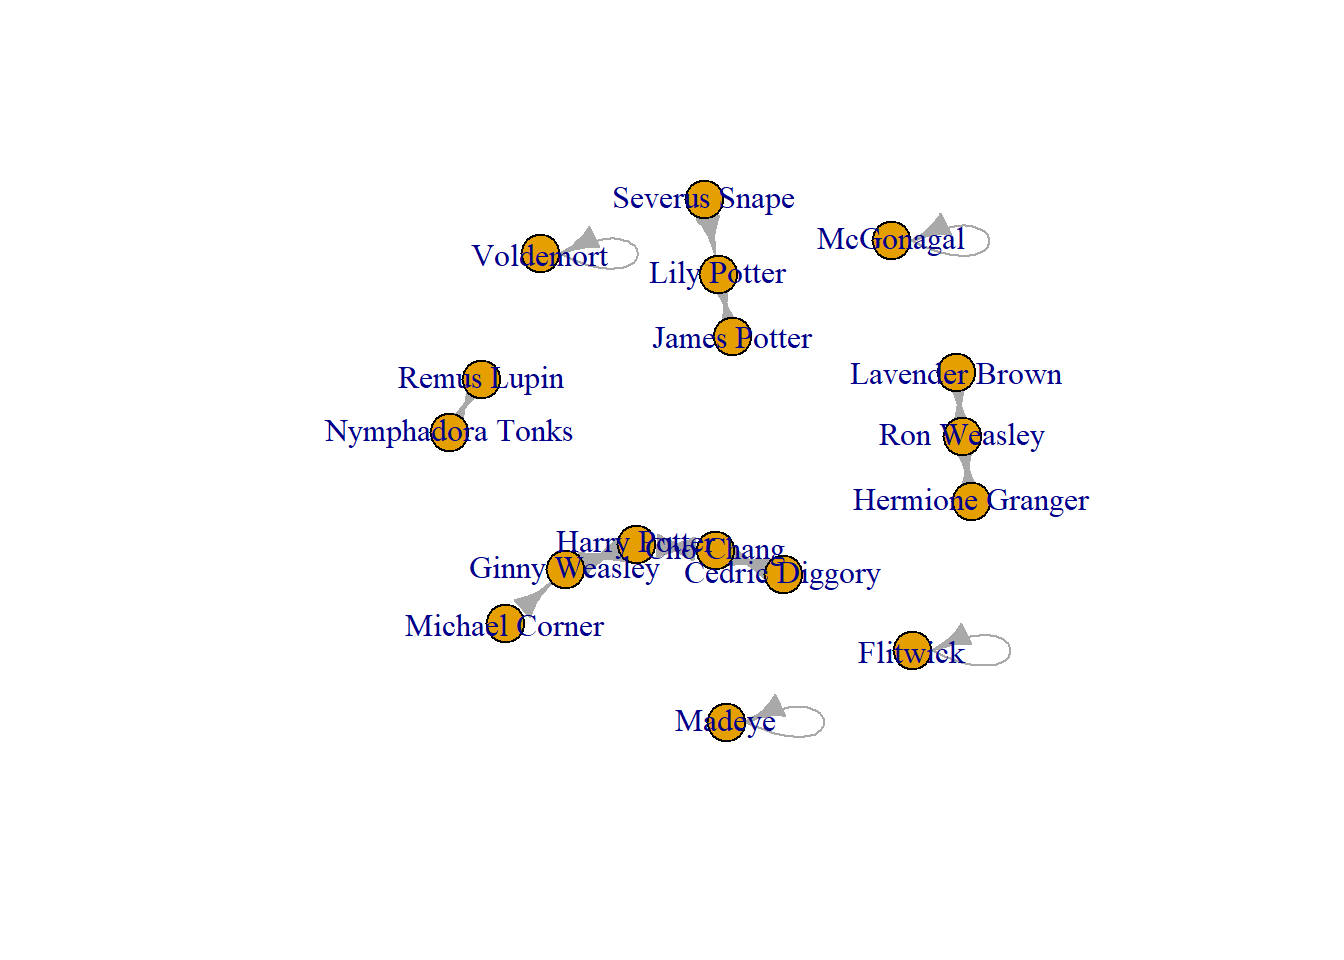 Severus Snape
McGonagal
Voldemort
Lily Potter
James Potter
Remus Lupin
Lavender Brown
Nymphadora Tonks
Ron Weasley
Hermione Granger
Harry Potter
Cho Chang
Ginny Weasley
Cedric Diggory
Michael Corner
Flitwick
Madeye